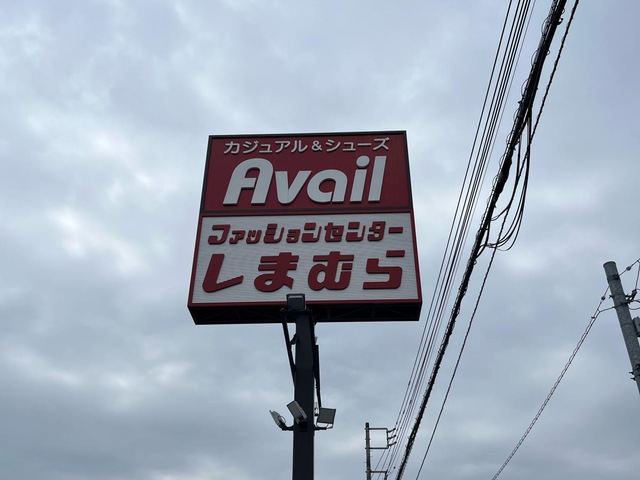 カジュアル&シューズ
Avail
ファッションセンター
しまむら